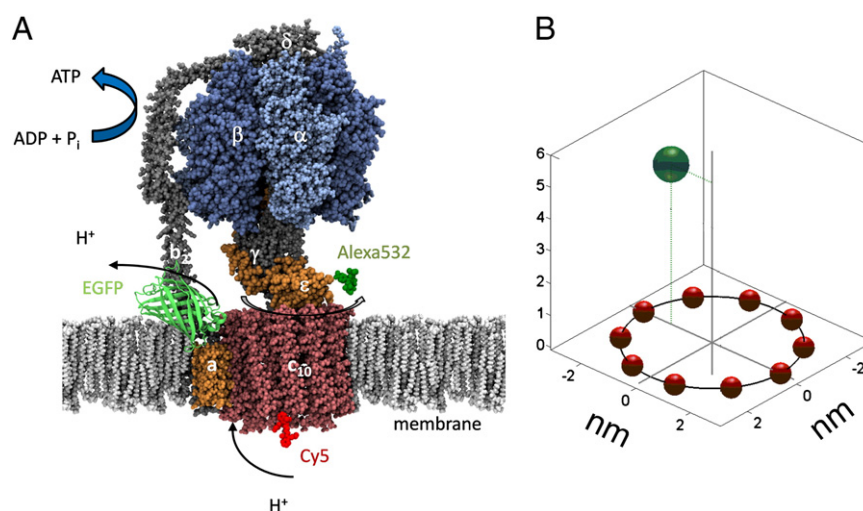 A
B
δ
ATP
ADP + Pi
β
α
H⁺
b₂
γ
Alexa532
EGFP
ε
a
c₁₀
membrane
Cy5
H⁺
6
5
4
3
2
1
0
-2
0
2
nm
-2
0
2
nm